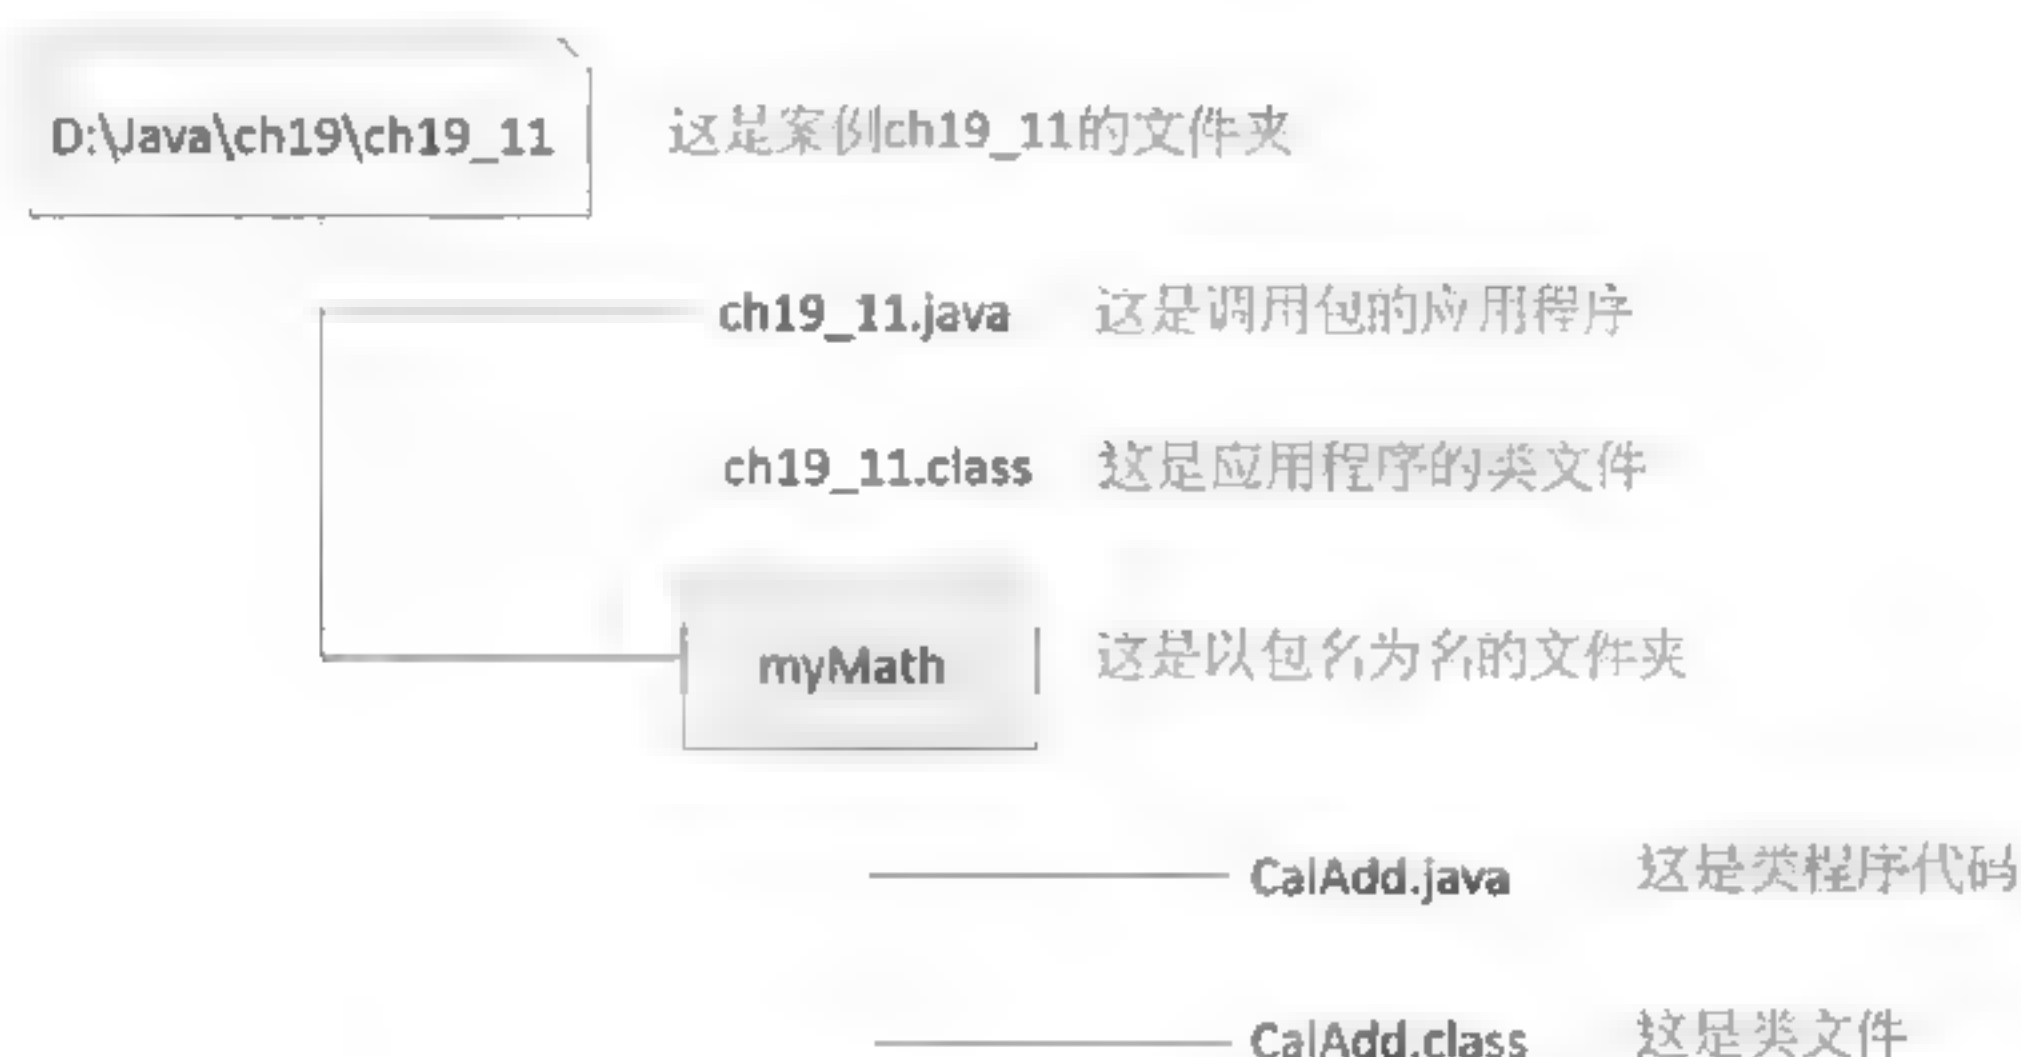 D:\Java\ch19\ch19_11 这是案例ch19_11的文件夹
ch19_11.java 这是调用包的应用程序
ch19_11.class 这是应用程序的类文件
myMath 这是以包名为名的文件夹
CalAdd.java 这是类程序代码
CalAdd.class 这是类文件